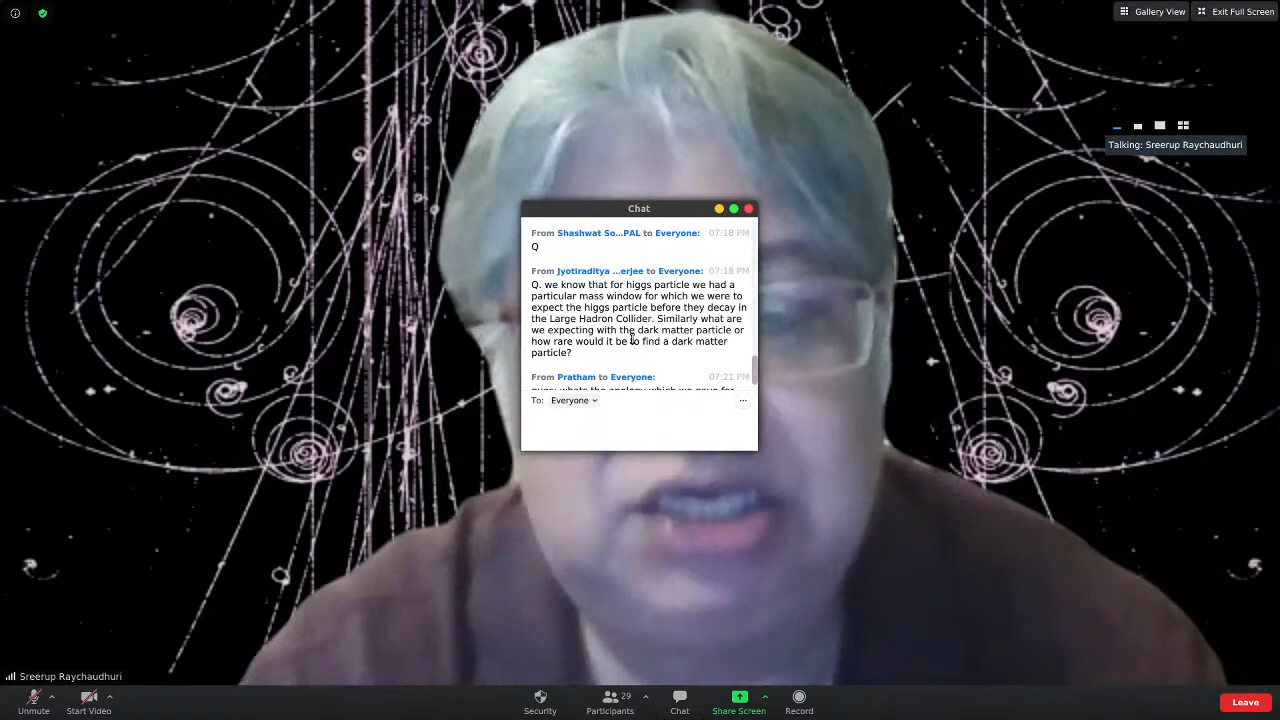 Gallery View
Exit Full Screen
Talking: Sreerup Raychaudhuri
Chat
From Shashwat So...PAL to Everyone: 07:18 PM
Q
From Jyotiraditya ...erjee to Everyone: 07:18 PM
Q. we know that for higgs particle we had a
particular mass window for which we were to
expect the higgs particle before they decay in
the Large Hadron Collider. Similarly what are
we expecting with the dark matter particle or
how rare would it be to find a dark matter
particle?
From Pratham to Everyone: 07:21 PM
To: Everyone
Sreerup Raychaudhuri
Unmute
Start Video
Security
Participants 29
Chat
Share Screen
Record
Leave